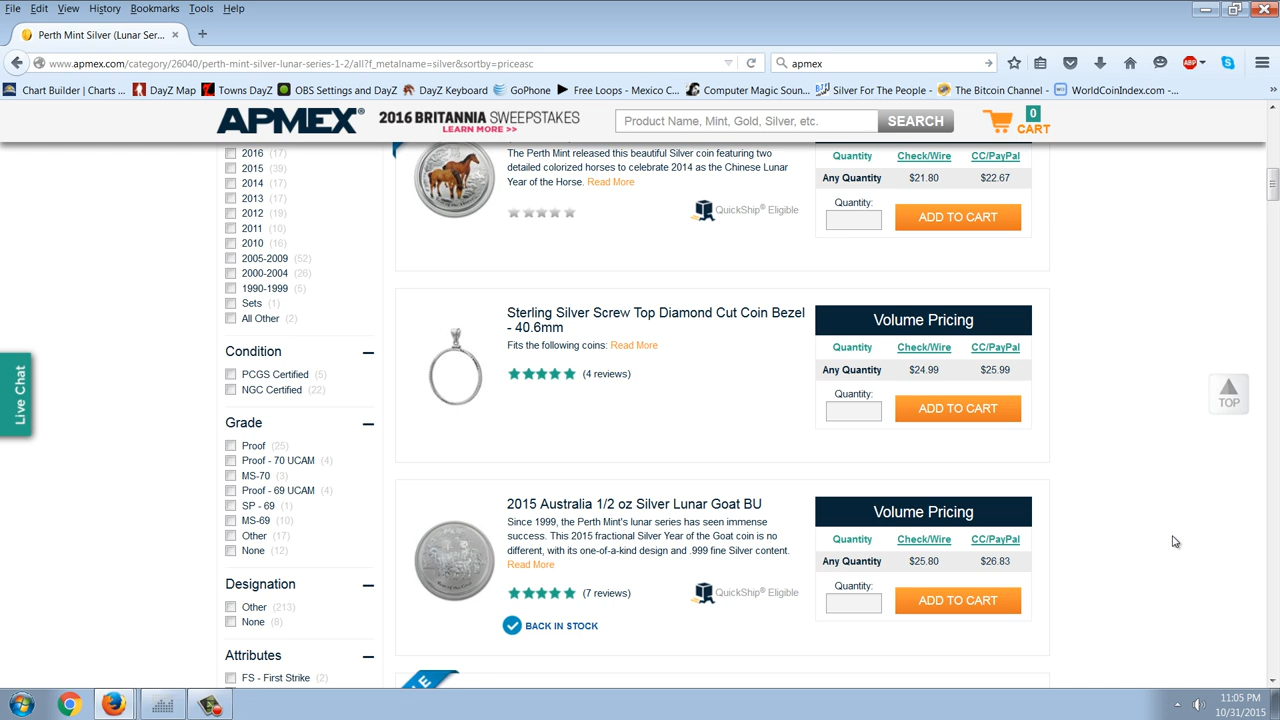 File Edit View History Bookmarks Tools Help
Perth Mint Silver (Lunar Ser...
www.apmex.com/category/26040/perth-mint-silver-lunar-series-1-2/all?f_metalname=silver&sortby=priceasc
apmex
Chart Builder | Charts ... DayZ Map Towns DayZ OBS Settings and DayZ DayZ Keyboard GoPhone Free Loops - Mexico C... Computer Magic Soun... Silver For The People - ... The Bitcoin Channel - ... WorldCoinIndex.com -...
APMEX®
2016 BRITANNIA SWEEPSTAKES
LEARN MORE >>
Product Name, Mint, Gold, Silver, etc.
SEARCH
0
CART
2016 (17)
2015 (39)
2014 (17)
2013 (17)
2012 (19)
2011 (10)
2010 (16)
2005-2009 (52)
2000-2004 (26)
1990-1999 (5)
Sets (1)
All Other (2)
Condition
PCGS Certified (5)
NGC Certified (22)
Grade
Proof (25)
Proof - 70 UCAM (4)
MS-70 (3)
Proof - 69 UCAM (4)
SP - 69 (1)
MS-69 (10)
Other (17)
None (12)
Designation
Other (213)
None (8)
Attributes
FS - First Strike (2)
Live Chat
The Perth Mint released this beautiful Silver coin featuring two
detailed colorized horses to celebrate 2014 as the Chinese Lunar
Year of the Horse. Read More
QuickShip® Eligible
Quantity Check/Wire CC/PayPal
Any Quantity $21.80 $22.67
Quantity:
ADD TO CART
Sterling Silver Screw Top Diamond Cut Coin Bezel
- 40.6mm
Fits the following coins: Read More
(4 reviews)
Volume Pricing
Quantity Check/Wire CC/PayPal
Any Quantity $24.99 $25.99
Quantity:
ADD TO CART
2015 Australia 1/2 oz Silver Lunar Goat BU
Since 1999, the Perth Mint's lunar series has seen immense
success. This 2015 fractional Silver Year of the Goat coin is no
different, with its one-of-a-kind design and .999 fine Silver content.
Read More
(7 reviews)
QuickShip® Eligible
BACK IN STOCK
Volume Pricing
Quantity Check/Wire CC/PayPal
Any Quantity $25.80 $26.83
Quantity:
ADD TO CART
TOP
11:05 PM
10/31/2015